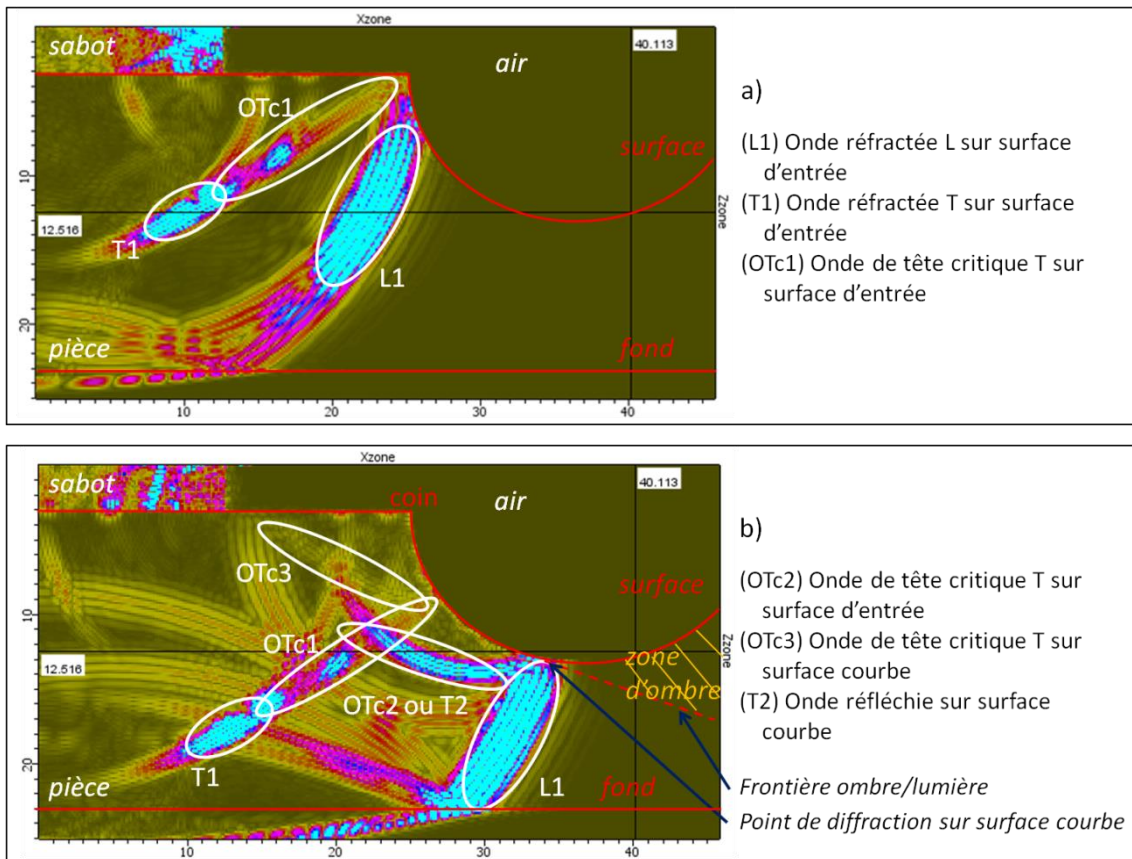 Xzone
sabot
40.113
air
a)
OTc1
(L1) Onde réfractée L sur surface
d'entrée
surface
10
(T1) Onde réfractée T sur surface
d'entrée
Zzone
12.516
T1
L1
(OTc1) Onde de tête critique T sur
surface d'entrée
20
pièce
fond
10
20
30
40
Xzone
sabot
40.113
coin
air
b)
OTc3
surface
(OTc2) Onde de tête critique T sur
surface d'entrée
10
OTc1
Zzone
(OTc3) Onde de tête critique T sur
surface courbe
12.516
zone
d'ombre
OTc2 ou T2
(T2) Onde réfléchie sur surface
courbe
20
T1
pièce
L1
fond
Frontière ombre/lumière
Point de diffraction sur surface courbe
10
20
30
40